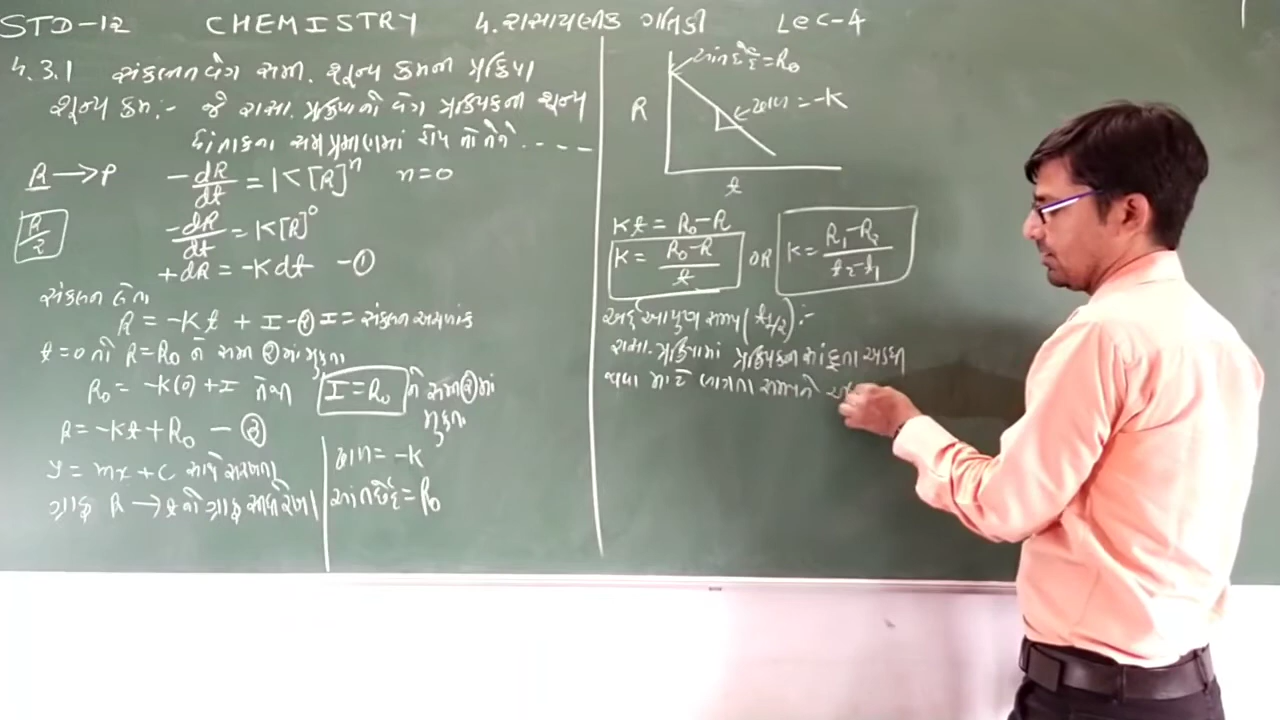 STD-12 CHEMISTRY 4. રાસાયણીક ગતિકી Lec-4
4.3.1 સંકલિત વેગ સમી. શૂન્ય ક્રમની પ્રક્રિયા
શૂન્ય ક્રમ :- જે રાસા. પ્રક્રિયાનો વેગ પ્રક્રિયકની શૂન્ય
ઘાતાંકના સમપ્રમાણમાં હોય તો તેને ----
R → P -dR/dt = K[R]^n n=0
R/2 -dR/dt = K[R]^0
+dR = -K dt -①
સંકલન લેતા
R = -Kt + I -② I = સંકલન અચળાંક
t=0 તો R=R₀ ને સમી ②માં મુકતા
R₀ = -K(0) + I તેથી I = R₀ ને સમી②માં
મુકતા
R = -Kt + R₀ - ③
y = mx + c સાથે સરખાવતા
ગ્રાફ R → t નો ગ્રાફ સીધી રેખા
ઢાળ = -K
આંતછેદ = R₀
આંતછેદ = R₀
R
ઢાળ = -K
t
Kt = R₀-R
K = R₀-R/t OR K = R₁-R₂/t₂-t₁
અર્ધ આયુષ્ય સમય (t1/2) :-
રાસા. પ્રક્રિયામાં પ્રક્રિયકની સાંદ્રતા અડધી
થવા માટે લાગતા સમયને